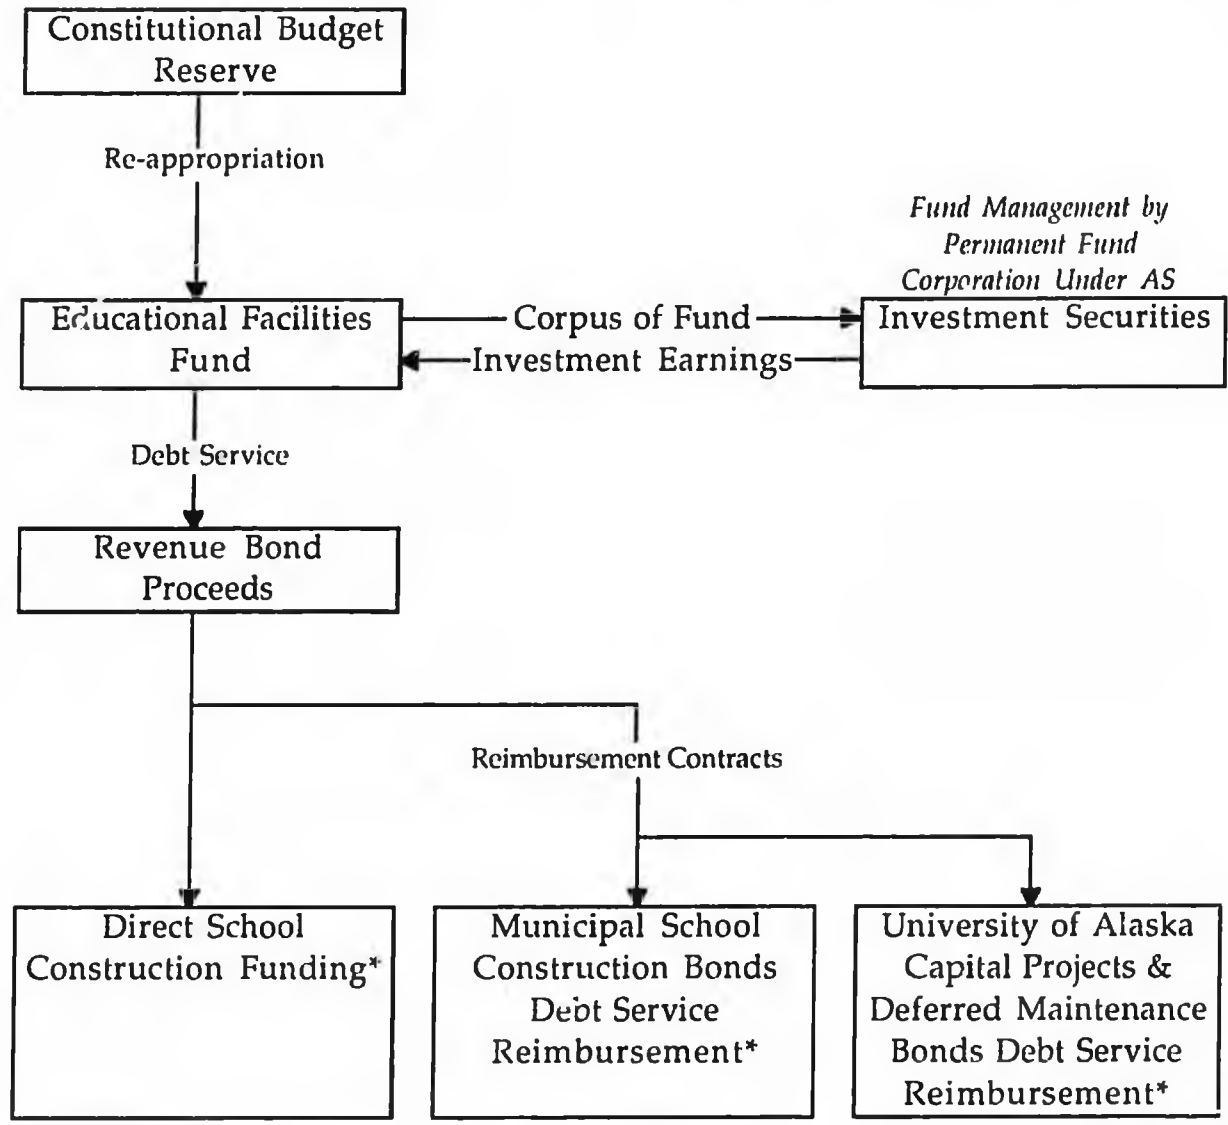 Constitutional Budget
Reserve
Re-appropriation
Fund Management by
Permanent Fund
Corporation Under AS
Educational Facilities
Fund
Corpus of Fund
Investment Earnings
Investment Securities
Debt Service
Revenue Bond
Proceeds
Reimbursement Contracts
Direct School
Construction Funding*
Municipal School
Construction Bonds
Debt Service
Reimbursement*
University of Alaska
Capital Projects &
Deferred Maintenance
Bonds Debt Service
Reimbursement*